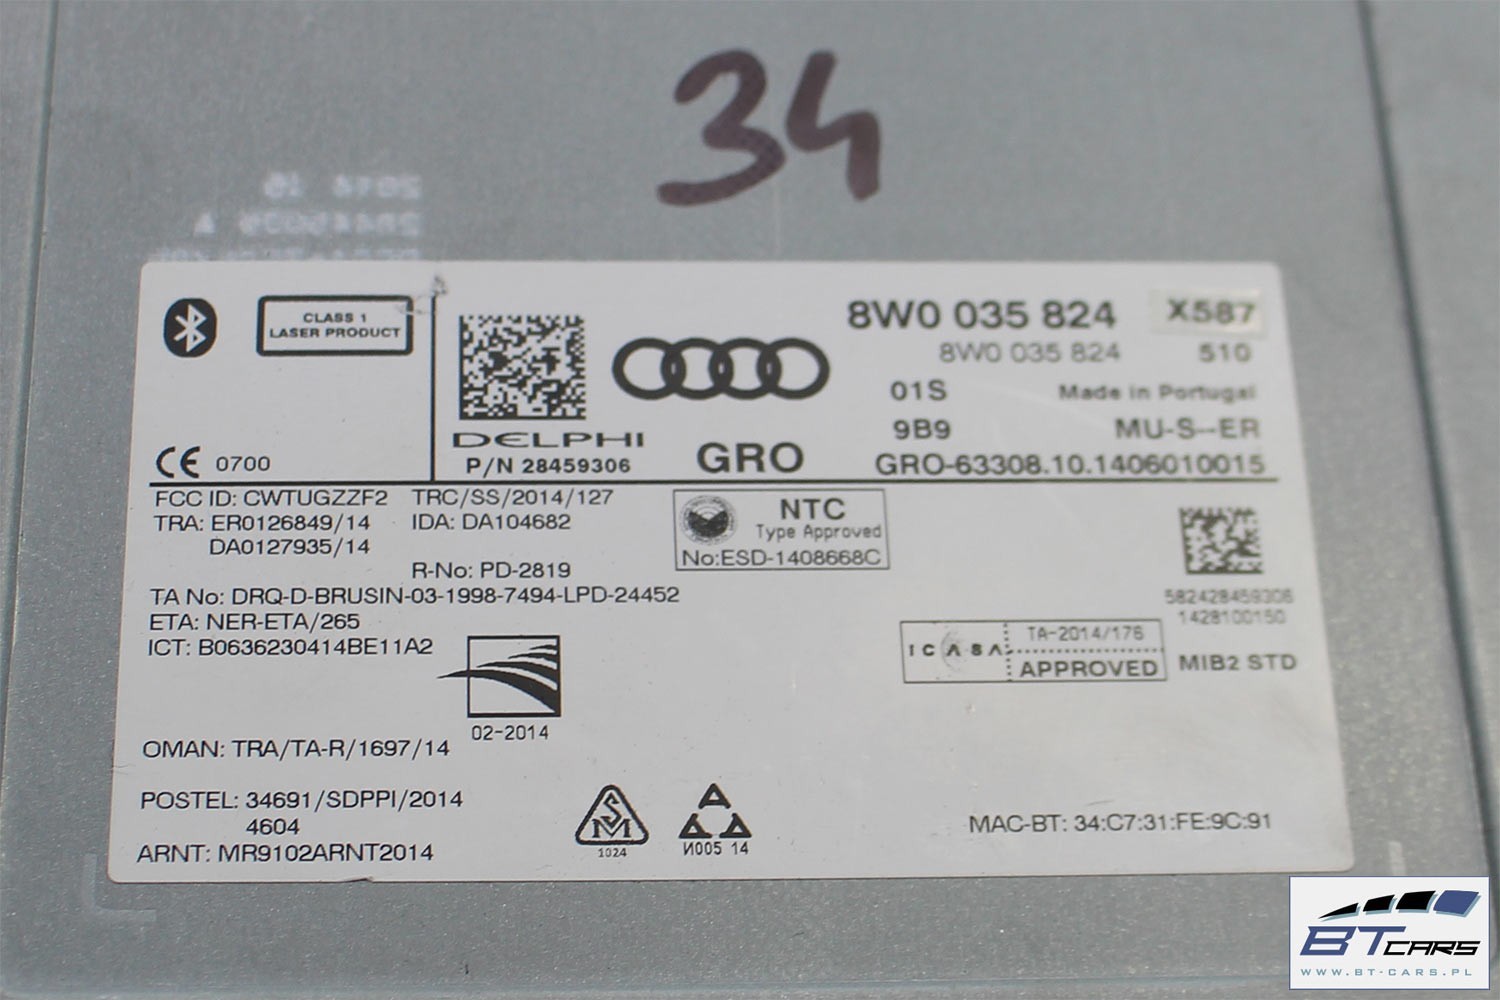 34
CLASS 1
LASER PRODUCT
8W0 035 824 X587
8W0 035 824 510
01S Made in Portugal
9B9 MU-S--ER
DELPHI
P/N 28459306
GRO GRO-63308.10.1406010015
CE 0700
FCC ID: CWTUGZZF2 TRC/SS/2014/127
TRA: ER0126849/14 IDA: DA104682
DA0127935/14
R-No: PD-2819
NTC
Type Approved
No:ESD-1408668C
TA No: DRQ-D-BRUSIN-03-1998-7494-LPD-24452
ETA: NER-ETA/265
ICT: B0636230414BE11A2
582428459306
1428100150
ICASA TA-2014/176
APPROVED
MIB2 STD
02-2014
OMAN: TRA/TA-R/1697/14
POSTEL: 34691/SDPPI/2014
4604
ARNT: MR9102ARNT2014
SM
1024
И005 14
MAC-BT: 34:C7:31:FE:9C:91
BTCARS
WWW.BT-CARS.PL